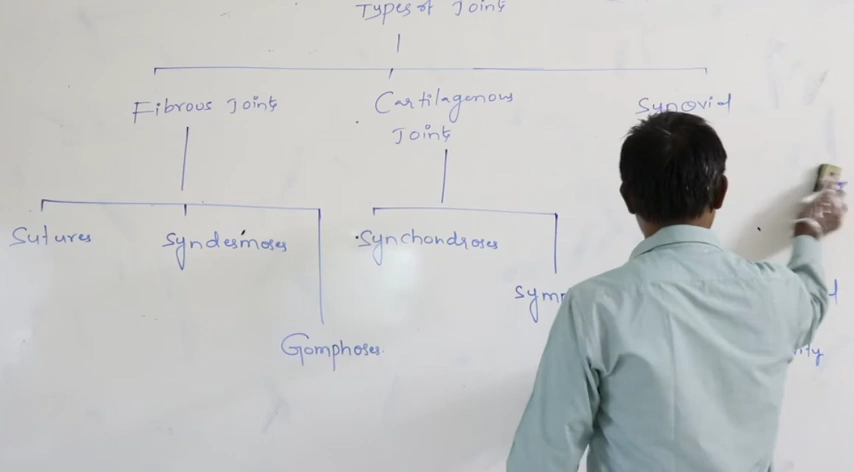 Types of Joints
Fibrous Joints
Cartilagenous
Joints
Synovial
Sutures
Syndesmoses
Synchondroses
Gomphoses